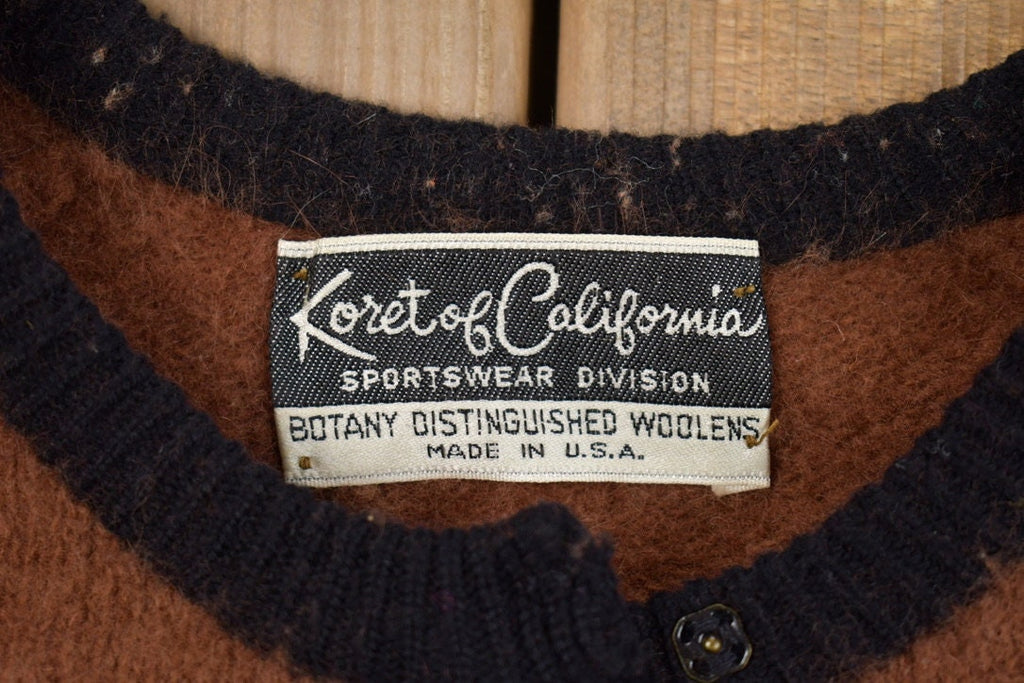 Koret of California
SPORTSWEAR DIVISION
BOTANY DISTINGUISHED WOOLENS
MADE IN U.S.A.